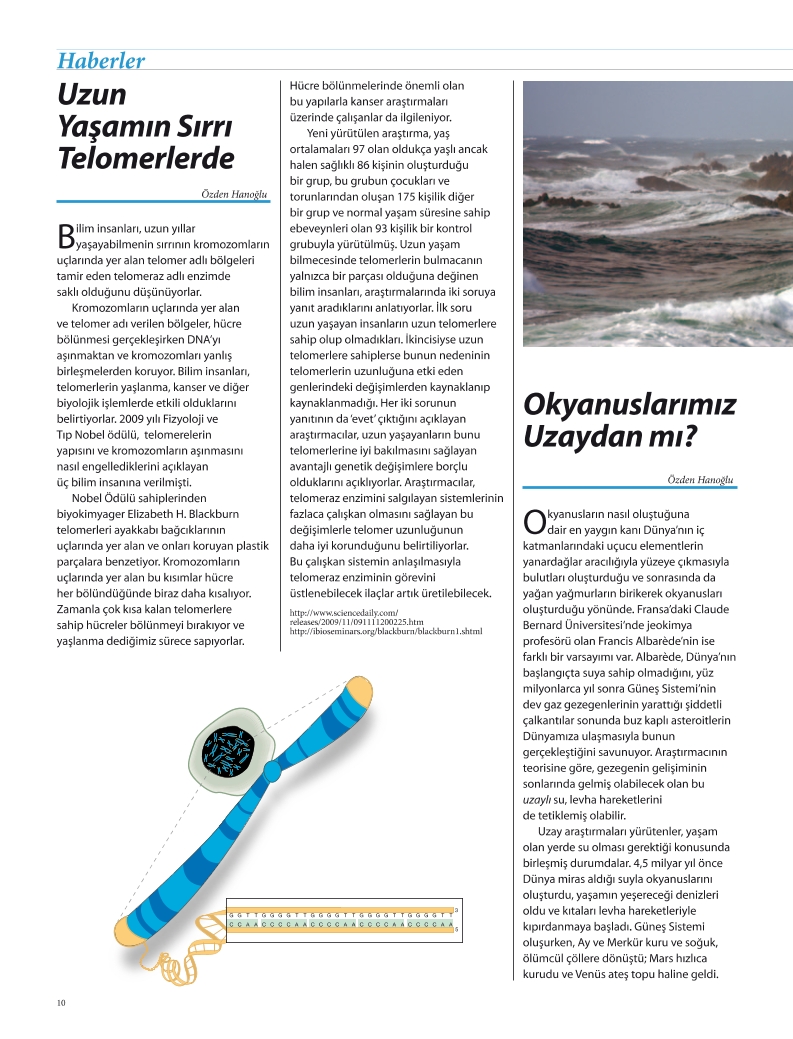 Haberler
Uzun
Yaşamın Sırrı
Telomerlerde
Özden Hanoğlu
Bilim insanları, uzun yıllar
yaşayabilmenin sırrının kromozomların
uçlarında yer alan telomer adlı bölgeleri
tamir eden telomeraz adlı enzimde
saklı olduğunu düşünüyorlar.
Kromozomların uçlarında yer alan
ve telomer adı verilen bölgeler, hücre
bölünmesi gerçekleşirken DNA’yı
aşınmaktan ve kromozomları yanlış
birleşmelerden koruyor. Bilim insanları,
telomerlerin yaşlanma, kanser ve diğer
biyolojik işlemlerde etkili olduklarını
belirtiyorlar. 2009 yılı Fizyoloji ve
Tıp Nobel ödülü, telomerelerin
yapısını ve kromozomların aşınmasını
nasıl engellediklerini açıklayan
üç bilim insanına verilmişti.
Nobel Ödülü sahiplerinden
biyokimyager Elizabeth H. Blackburn
telomerleri ayakkabı bağcıklarının
uçlarında yer alan ve onları koruyan plastik
parçalara benzetiyor. Kromozomların
uçlarında yer alan bu kısımlar hücre
her bölündüğünde biraz daha kısalıyor.
Zamanla çok kısa kalan telomerlere
sahip hücreler bölünmeyi bırakıyor ve
yaşlanma dediğimiz sürece sapıyorlar.
Hücre bölünmelerinde önemli olan
bu yapılarla kanser araştırmaları
üzerinde çalışanlar da ilgileniyor.
Yeni yürütülen araştırma, yaş
ortalamaları 97 olan oldukça yaşlı ancak
halen sağlıklı 86 kişinin oluşturduğu
bir grup, bu grubun çocukları ve
torunlarından oluşan 175 kişilik diğer
bir grup ve normal yaşam süresine sahip
ebeveynleri olan 93 kişilik bir kontrol
grubuyla yürütülmüş. Uzun yaşam
bilmecesinde telomerlerin bulmacanın
yalnızca bir parçası olduğuna değinen
bilim insanları, araştırmalarında iki soruya
yanıt aradıklarını anlatıyorlar. İlk soru
uzun yaşayan insanların uzun telomerlere
sahip olup olmadıkları. İkincisiyse uzun
telomerlere sahiplerse bunun nedeninin
telomerlerin uzunluğuna etki eden
genlerindeki değişimlerden kaynaklanıp
kaynaklanmadığı. Her iki sorunun
yanıtının da ‘evet’ çıktığını açıklayan
araştırmacılar, uzun yaşayanların bunu
telomerlerine iyi bakılmasını sağlayan
avantajlı genetik değişimlere borçlu
olduklarını açıklıyorlar. Araştırmacılar,
telomeraz enzimini salgılayan sistemlerinin
fazlaca çalışkan olmasını sağlayan bu
değişimlerle telomer uzunluğunun
daha iyi korunduğunu belirtiliyorlar.
Bu çalışkan sistemin anlaşılmasıyla
telomeraz enziminin görevini
üstlenebilecek ilaçlar artık üretilebilecek.
http://www.sciencedaily.com/
releases/2009/11/091111200225.htm
http://ibioseminars.org/blackburn/blackburn1.shtml
Okyanuslarımız
Uzaydan mı?
Özden Hanoğlu
Okyanusların nasıl oluştuğuna
dair en yaygın kanı Dünya’nın iç
katmanlarındaki uçucu elementlerin
yanardağlar aracılığıyla yüzeye çıkmasıyla
bulutları oluşturduğu ve sonrasında da
yağan yağmurların birikerek okyanusları
oluşturduğu yönünde. Fransa’daki Claude
Bernard Üniversitesi’nde jeokimya
profesörü olan Francis Albarède’nin ise
farklı bir varsayımı var. Albarède, Dünya’nın
başlangıçta suya sahip olmadığını, yüz
milyonlarca yıl sonra Güneş Sistemi’nin
dev gaz gezegenlerinin yarattığı şiddetli
çalkantılar sonunda buz kaplı asteroitlerin
Dünyamıza ulaşmasıyla bunun
gerçekleştiğini savunuyor. Araştırmacının
teorisine göre, gezegenin gelişiminin
sonlarında gelmiş olabilecek olan bu
uzaylı su, levha hareketlerini
de tetiklemiş olabilir.
Uzay araştırmaları yürütenler, yaşam
olan yerde su olması gerektiği konusunda
birleşmiş durumdalar. 4,5 milyar yıl önce
Dünya miras aldığı suyla okyanuslarını
oluşturdu, yaşamın yeşereceği denizleri
oldu ve kıtaları levha hareketleriyle
kıpırdanmaya başladı. Güneş Sistemi
oluşurken, Ay ve Merkür kuru ve soğuk,
ölümcül çöllere dönüştü; Mars hızlıca
kurudu ve Venüs ateş topu haline geldi.
G G T T G G G G T T G G G G T T G G G G T T G G G G T T
3
C C A A C C C C A A C C C C A A C C C C A A C C C C A A
5
10